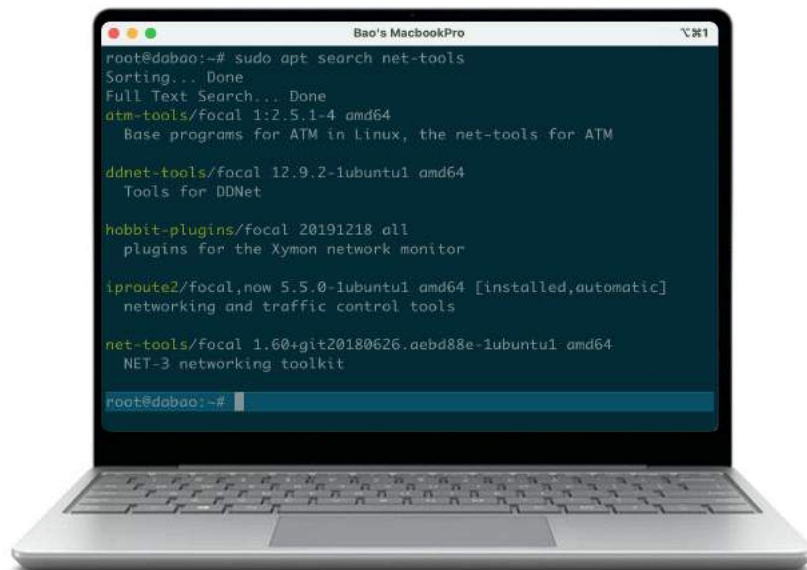 Bao's MacbookPro
⌥⌘1
root@dabao:~# sudo apt search net-tools
Sorting... Done
Full Text Search... Done
atm-tools/focal 1:2.5.1-4 amd64
  Base programs for ATM in Linux, the net-tools for ATM
ddnet-tools/focal 12.9.2-1ubuntu1 amd64
  Tools for DDNet
hobbit-plugins/focal 20191218 all
  plugins for the Xymon network monitor
iproute2/focal,now 5.5.0-1ubuntu1 amd64 [installed,automatic]
  networking and traffic control tools
net-tools/focal 1.60+git20180626.aebd88e-1ubuntu1 amd64
  NET-3 networking toolkit
root@dabao:~#